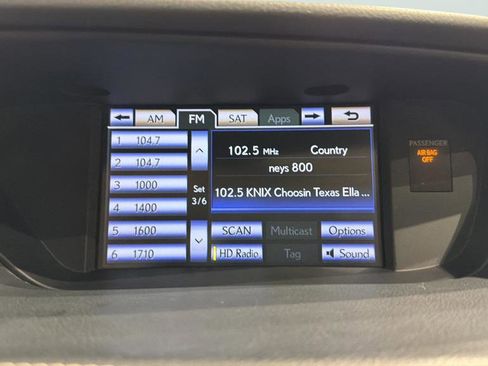 AM FM SAT Apps
1 104.7
2 104.7
3 1000
4 1400
5 1600
6 1710
Set
3/6
102.5 MHz Country
neys 800
102.5 KNIX Choosin Texas Ella ...
SCAN Multicast Options
HD Radio Tag Sound
PASSENGER
AIR BAG
OFF